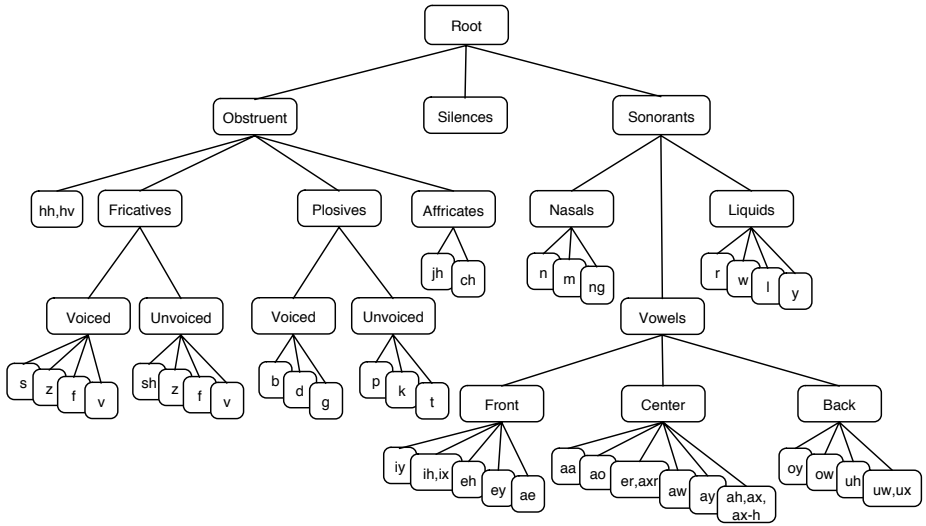 Root
Obstruent
Silences
Sonorants
hh,hv
Fricatives
Plosives
Affricates
Nasals
Liquids
jh
ch
n
m
ng
r
w
l
y
Voiced
Unvoiced
Voiced
Unvoiced
Vowels
s
z
f
v
sh
z
f
v
b
d
g
p
k
t
Front
Center
Back
iy
ih,ix
eh
ey
ae
aa
ao
er,axr
aw
ay
ah,ax,
ax-h
oy
ow
uh
uw,ux